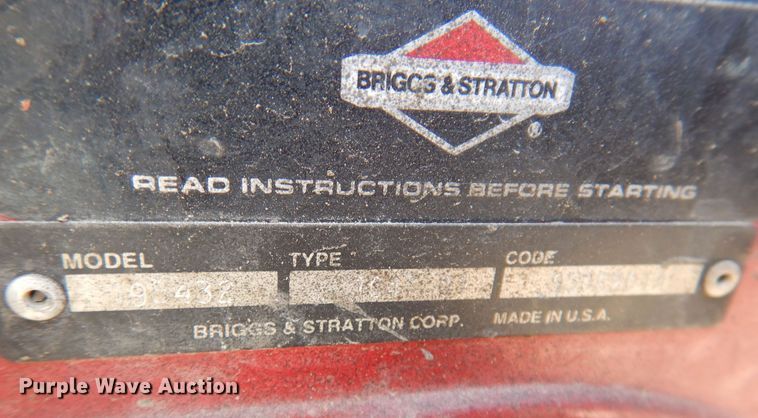 BRIGGS & STRATTON
®
READ INSTRUCTIONS BEFORE STARTING
MODEL TYPE CODE
BRIGGS & STRATTON CORP. MADE IN U.S.A.
Purple Wave Auction